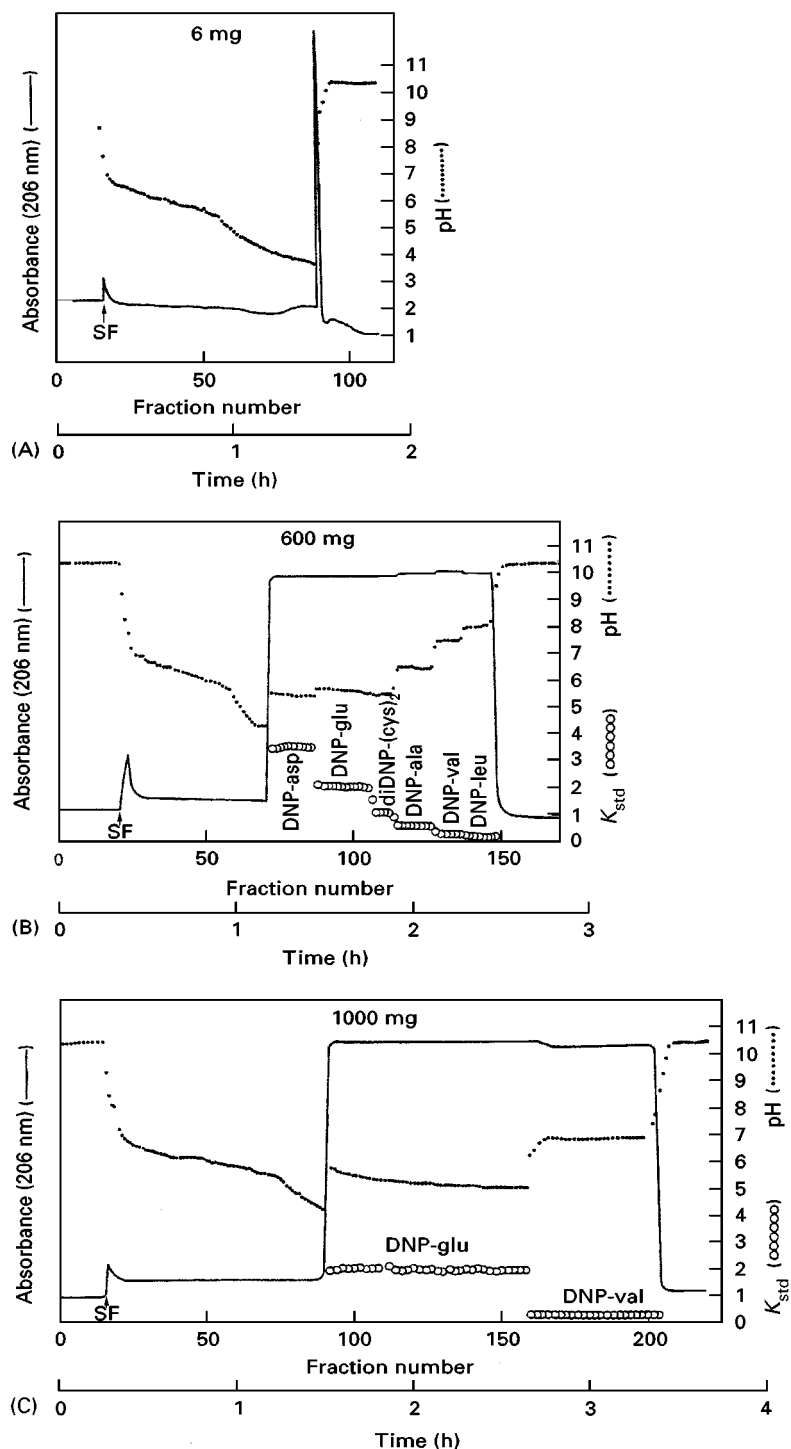 6 mg
Absorbance (206 nm) (——)
11
10
9
8
7
6
5
4
3
2
1
pH (........)
SF
0 50 100
Fraction number
(A) 0 1 2
Time (h)
600 mg
Absorbance (206 nm) (——)
11
10
9
8
7
6
5
4
3
2
1
0
pH (........)
Kstd (oooooo)
DNP-asp
DNP-glu
diDNP-(cys)2
DNP-ala
DNP-val
DNP-leu
SF
0 50 100 150
Fraction number
(B) 0 1 2 3
Time (h)
1000 mg
Absorbance (206 nm) (——)
11
10
9
8
7
6
5
4
3
2
1
0
pH (........)
Kstd (oooooo)
DNP-glu
DNP-val
SF
0 50 100 150 200
Fraction number
(C) 0 1 2 3 4
Time (h)